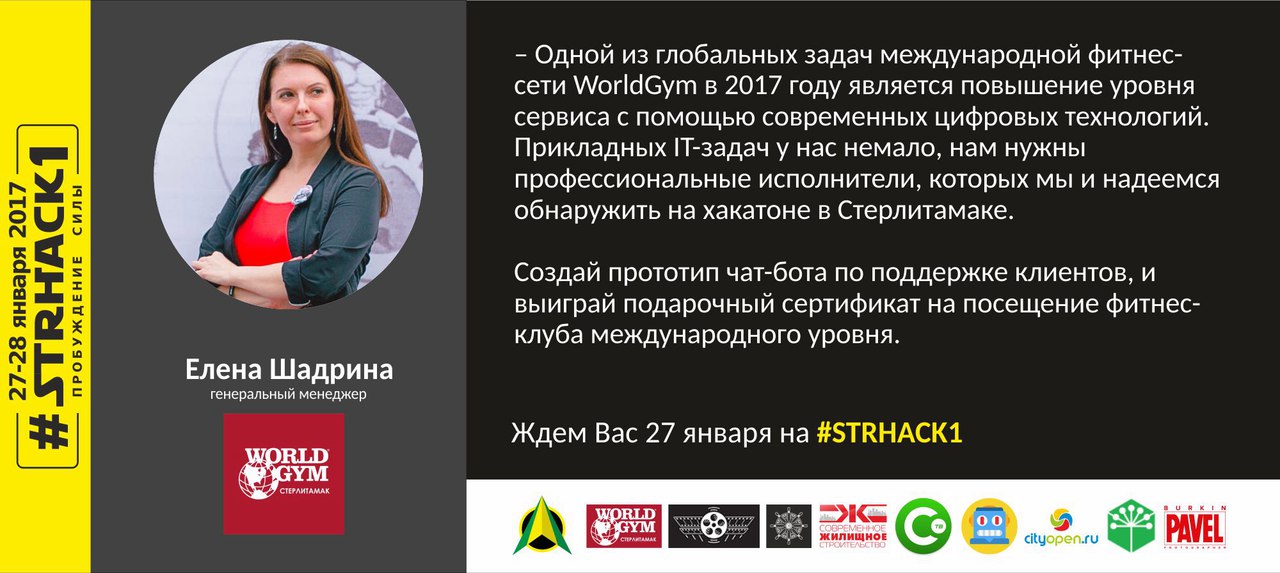 27-28 января 2017
#STRHACK1
ПРОБУЖДЕНИЕ СИЛЫ
Елена Шадрина
генеральный менеджер
WORLD
GYM
СТЕРЛИТАМАК
– Одной из глобальных задач международной фитнес-
сети WorldGym в 2017 году является повышение уровня
сервиса с помощью современных цифровых технологий.
Прикладных IT-задач у нас немало, нам нужны
профессиональные исполнители, которых мы и надеемся
обнаружить на хакатоне в Стерлитамаке.
Создай прототип чат-бота по поддержке клиентов, и
выиграй подарочный сертификат на посещение фитнес-
клуба международного уровня.
Ждем Вас 27 января на #STRHACK1
WORLD
GYM
СТЕРЛИТАМАК
СОВРЕМЕННОЕ
ЖИЛИЩНОЕ
СТРОИТЕЛЬСТВО
C TM
cityopen.ru
BURKIN
PAVEL
PHOTOGRAPHER